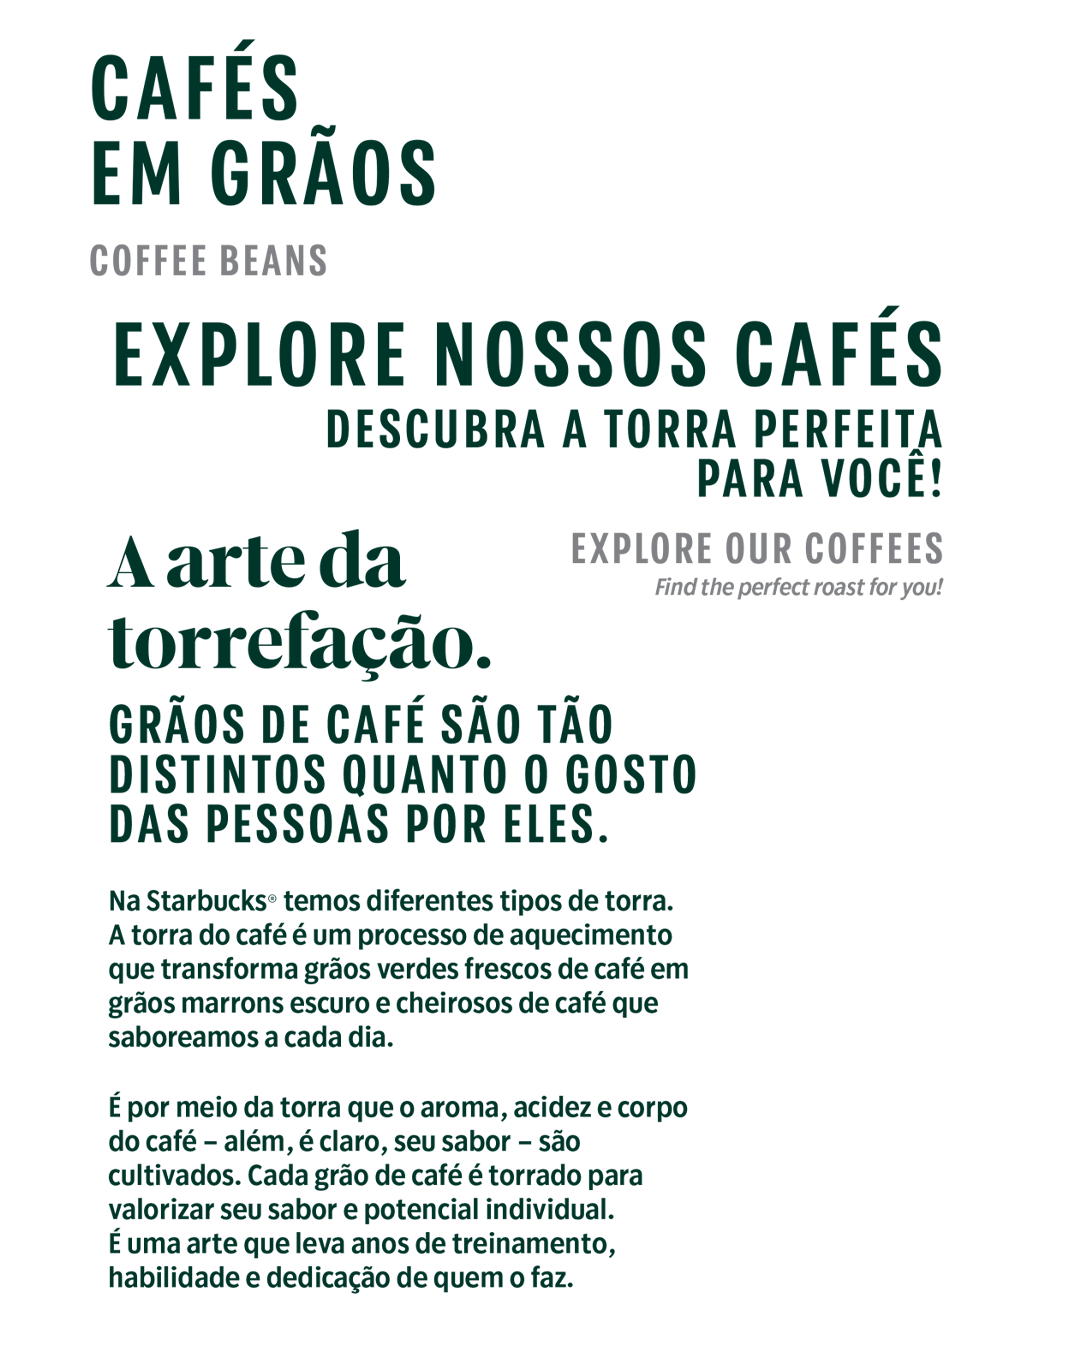 CAFÉS
EM GRÃOS
COFFEE BEANS
EXPLORE NOSSOS CAFÉS
DESCUBRA A TORRA PERFEITA
PARA VOCÊ!
EXPLORE OUR COFFEES
Find the perfect roast for you!
A arte da
torrefação.
GRÃOS DE CAFÉ SÃO TÃO
DISTINTOS QUANTO O GOSTO
DAS PESSOAS POR ELES.
Na Starbucks® temos diferentes tipos de torra.
A torra do café é um processo de aquecimento
que transforma grãos verdes frescos de café em
grãos marrons escuro e cheirosos de café que
saboreamos a cada dia.
É por meio da torra que o aroma, acidez e corpo
do café – além, é claro, seu sabor – são
cultivados. Cada grão de café é torrado para
valorizar seu sabor e potencial individual.
É uma arte que leva anos de treinamento,
habilidade e dedicação de quem o faz.